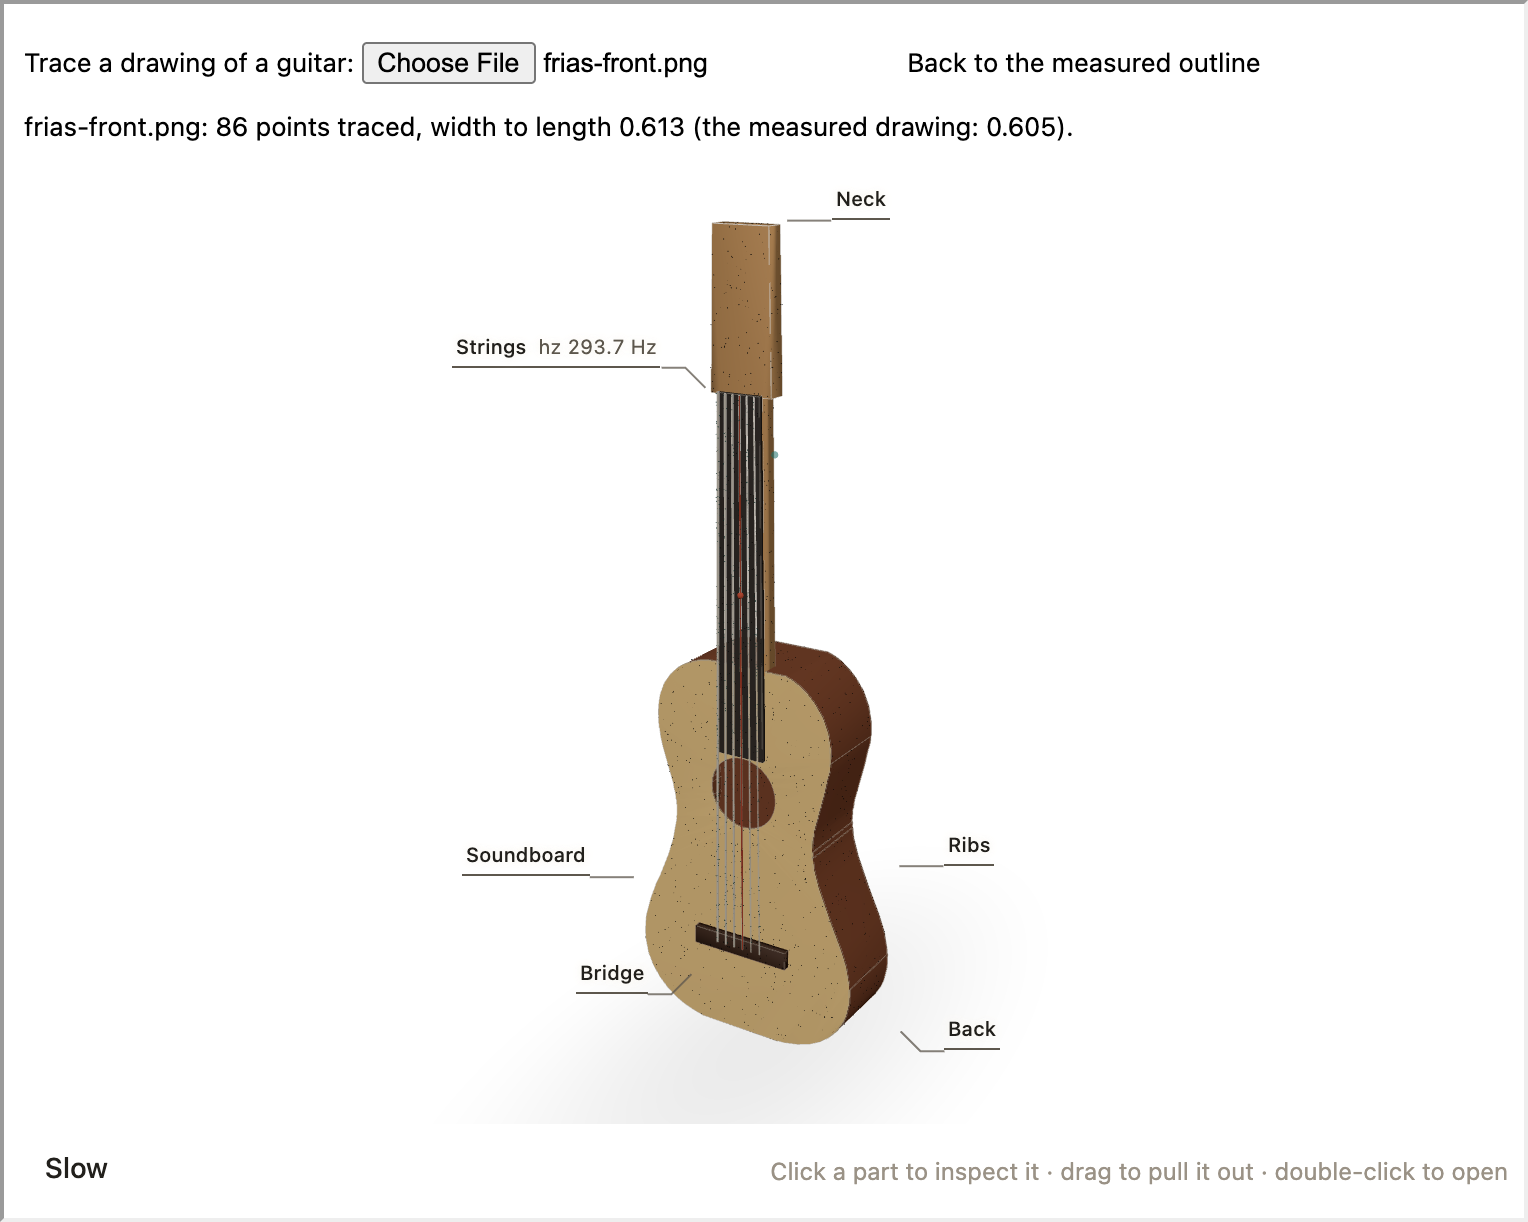 Trace a drawing of a guitar: Choose File frias-front.png Back to the measured outline
frias-front.png: 86 points traced, width to length 0.613 (the measured drawing: 0.605).
Neck
Strings hz 293.7 Hz
Soundboard
Ribs
Bridge
Back
Slow
Click a part to inspect it · drag to pull it out · double-click to open